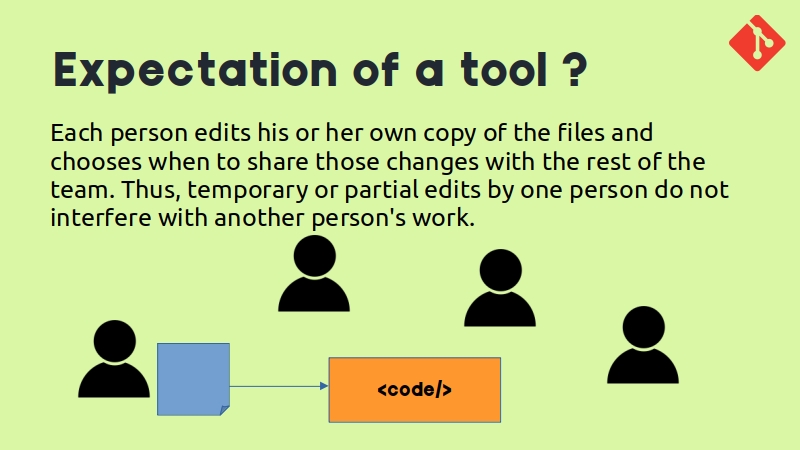 Expectation of a tool ?
Each person edits his or her own copy of the files and
chooses when to share those changes with the rest of the
team. Thus, temporary or partial edits by one person do not
interfere with another person's work.
<code/>